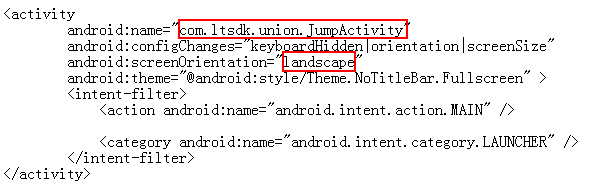 <activity
android:name="com.ltsdk.union.JumpActivity"
android:configChanges="keyboardHidden|orientation|screenSize"
android:screenOrientation="landscape"
android:theme="@android:style/Theme.NoTitleBar.Fullscreen" >
<intent-filter>
<action android:name="android.intent.action.MAIN" />
<category android:name="android.intent.category.LAUNCHER" />
</intent-filter>
</activity>